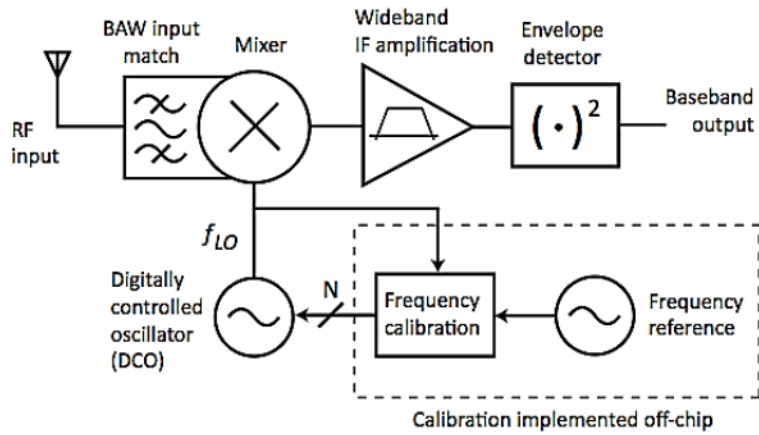 BAW input
match
Mixer
Wideband
IF amplification
Envelope
detector
RF
input
(·)²
Baseband
output
f_LO
N
Digitally
controlled
oscillator
(DCO)
Frequency
calibration
Frequency
reference
Calibration implemented off-chip